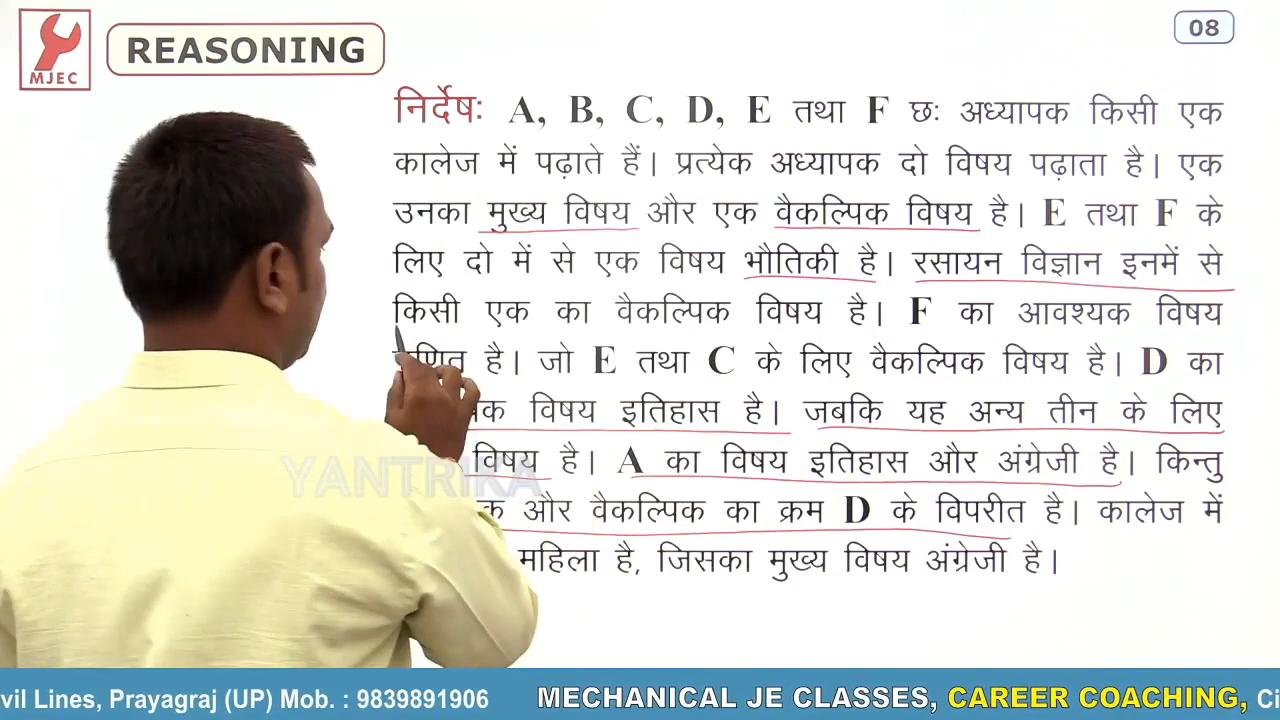 MJEC
REASONING
08
निर्देषः A, B, C, D, E तथा F छः अध्यापक किसी एक
कालेज में पढ़ाते हैं। प्रत्येक अध्यापक दो विषय पढ़ाता है। एक
उनका मुख्य विषय और एक वैकल्पिक विषय है। E तथा F के
लिए दो में से एक विषय भौतिकी है। रसायन विज्ञान इनमें से
किसी एक का वैकल्पिक विषय है। F का आवश्यक विषय
है। जो E तथा C के लिए वैकल्पिक विषय है। D का
विषय इतिहास है। जबकि यह अन्य तीन के लिए
विषय है। A का विषय इतिहास और अंग्रेजी है। किन्तु
और वैकल्पिक का क्रम D के विपरीत है। कालेज में
महिला है, जिसका मुख्य विषय अंग्रेजी है।
YANTRIKA
vil Lines, Prayagraj (UP) Mob. : 9839891906 MECHANICAL JE CLASSES, CAREER COACHING, Ci